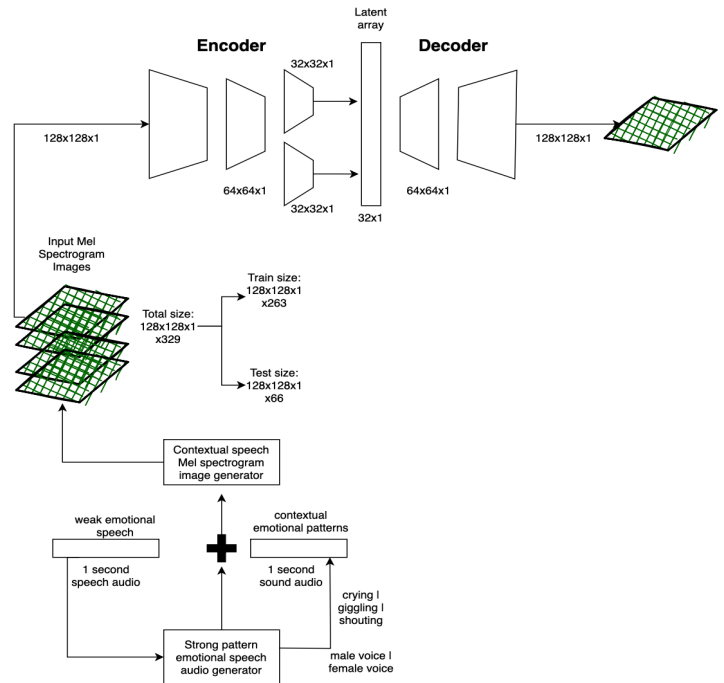 Latent
array
Encoder
Decoder
32x32x1
128x128x1
128x128x1
64x64x1
64x64x1
32x32x1
32x1
Input Mel
Spectrogram
Images
Train size:
128x128x1
x263
Total size:
128x128x1
x329
Test size:
128x128x1
x66
Contextual speech
Mel spectrogram
image generator
weak emotional
speech
contextual
emotional patterns
1 second
speech audio
1 second
sound audio
crying |
giggling |
shouting
Strong pattern
emotional speech
audio generator
male voice |
female voice